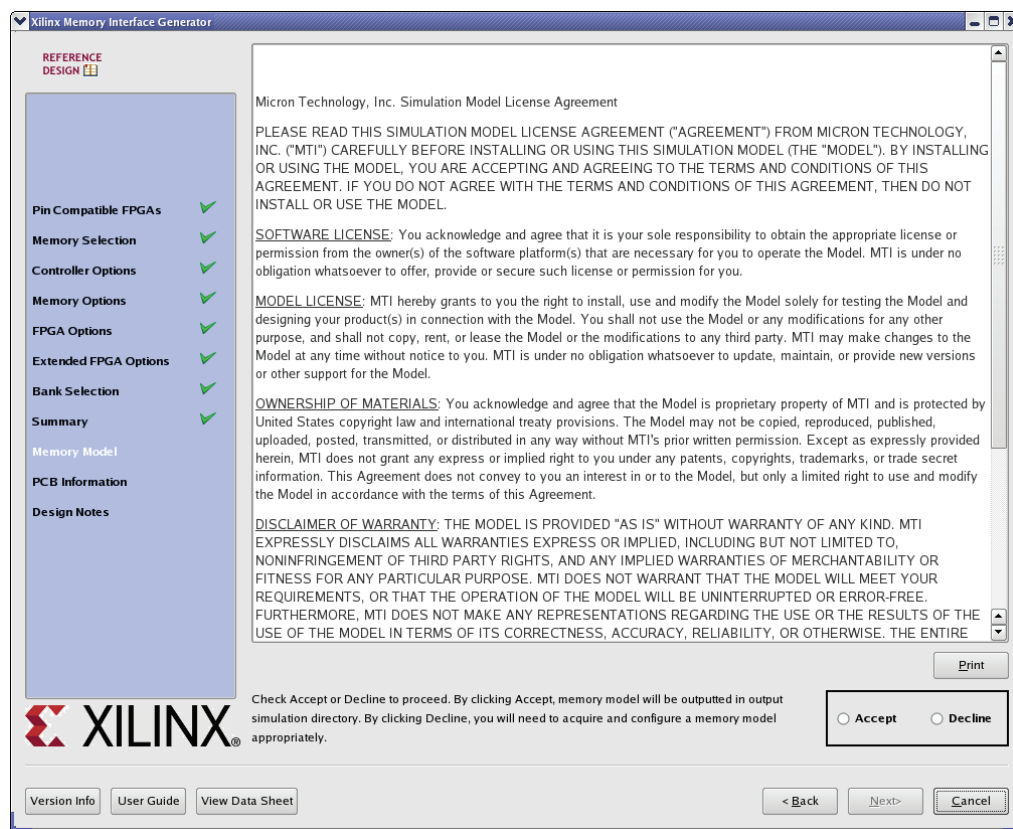 Xilinx Memory Interface Generator
REFERENCE
DESIGN
Pin Compatible FPGAs
Memory Selection
Controller Options
Memory Options
FPGA Options
Extended FPGA Options
Bank Selection
Summary
Memory Model
PCB Information
Design Notes
Micron Technology, Inc. Simulation Model License Agreement
PLEASE READ THIS SIMULATION MODEL LICENSE AGREEMENT ("AGREEMENT") FROM MICRON TECHNOLOGY,
INC. ("MTI") CAREFULLY BEFORE INSTALLING OR USING THIS SIMULATION MODEL (THE "MODEL"). BY INSTALLING
OR USING THE MODEL, YOU ARE ACCEPTING AND AGREEING TO THE TERMS AND CONDITIONS OF THIS
AGREEMENT. IF YOU DO NOT AGREE WITH THE TERMS AND CONDITIONS OF THIS AGREEMENT, THEN DO NOT
INSTALL OR USE THE MODEL.
SOFTWARE LICENSE: You acknowledge and agree that it is your sole responsibility to obtain the appropriate license or
permission from the owner(s) of the software platform(s) that are necessary for you to operate the Model. MTI is under no
obligation whatsoever to offer, provide or secure such license or permission for you.
MODEL LICENSE: MTI hereby grants to you the right to install, use and modify the Model solely for testing the Model and
designing your product(s) in connection with the Model. You shall not use the Model or any modifications for any other
purpose, and shall not copy, rent, or lease the Model or the modifications to any third party. MTI may make changes to the
Model at any time without notice to you. MTI is under no obligation whatsoever to update, maintain, or provide new versions
or other support for the Model.
OWNERSHIP OF MATERIALS: You acknowledge and agree that the Model is proprietary property of MTI and is protected by
United States copyright law and international treaty provisions. The Model may not be copied, reproduced, published,
uploaded, posted, transmitted, or distributed in any way without MTI's prior written permission. Except as expressly provided
herein, MTI does not grant any express or implied right to you under any patents, copyrights, trademarks, or trade secret
information. This Agreement does not convey to you an interest in or to the Model, but only a limited right to use and modify
the Model in accordance with the terms of this Agreement.
DISCLAIMER OF WARRANTY: THE MODEL IS PROVIDED "AS IS" WITHOUT WARRANTY OF ANY KIND. MTI
EXPRESSLY DISCLAIMS ALL WARRANTIES EXPRESS OR IMPLIED, INCLUDING BUT NOT LIMITED TO,
NONINFRINGEMENT OF THIRD PARTY RIGHTS, AND ANY IMPLIED WARRANTIES OF MERCHANTABILITY OR
FITNESS FOR ANY PARTICULAR PURPOSE. MTI DOES NOT WARRANT THAT THE MODEL WILL MEET YOUR
REQUIREMENTS, OR THAT THE OPERATION OF THE MODEL WILL BE UNINTERRUPTED OR ERROR-FREE.
FURTHERMORE, MTI DOES NOT MAKE ANY REPRESENTATIONS REGARDING THE USE OR THE RESULTS OF THE
USE OF THE MODEL IN TERMS OF ITS CORRECTNESS, ACCURACY, RELIABILITY, OR OTHERWISE. THE ENTIRE
Print
XILINX®
Check Accept or Decline to proceed. By clicking Accept, memory model will be outputted in output
simulation directory. By clicking Decline, you will need to acquire and configure a memory model
appropriately.
Accept Decline
Version Info User Guide View Data Sheet < Back Next> Cancel